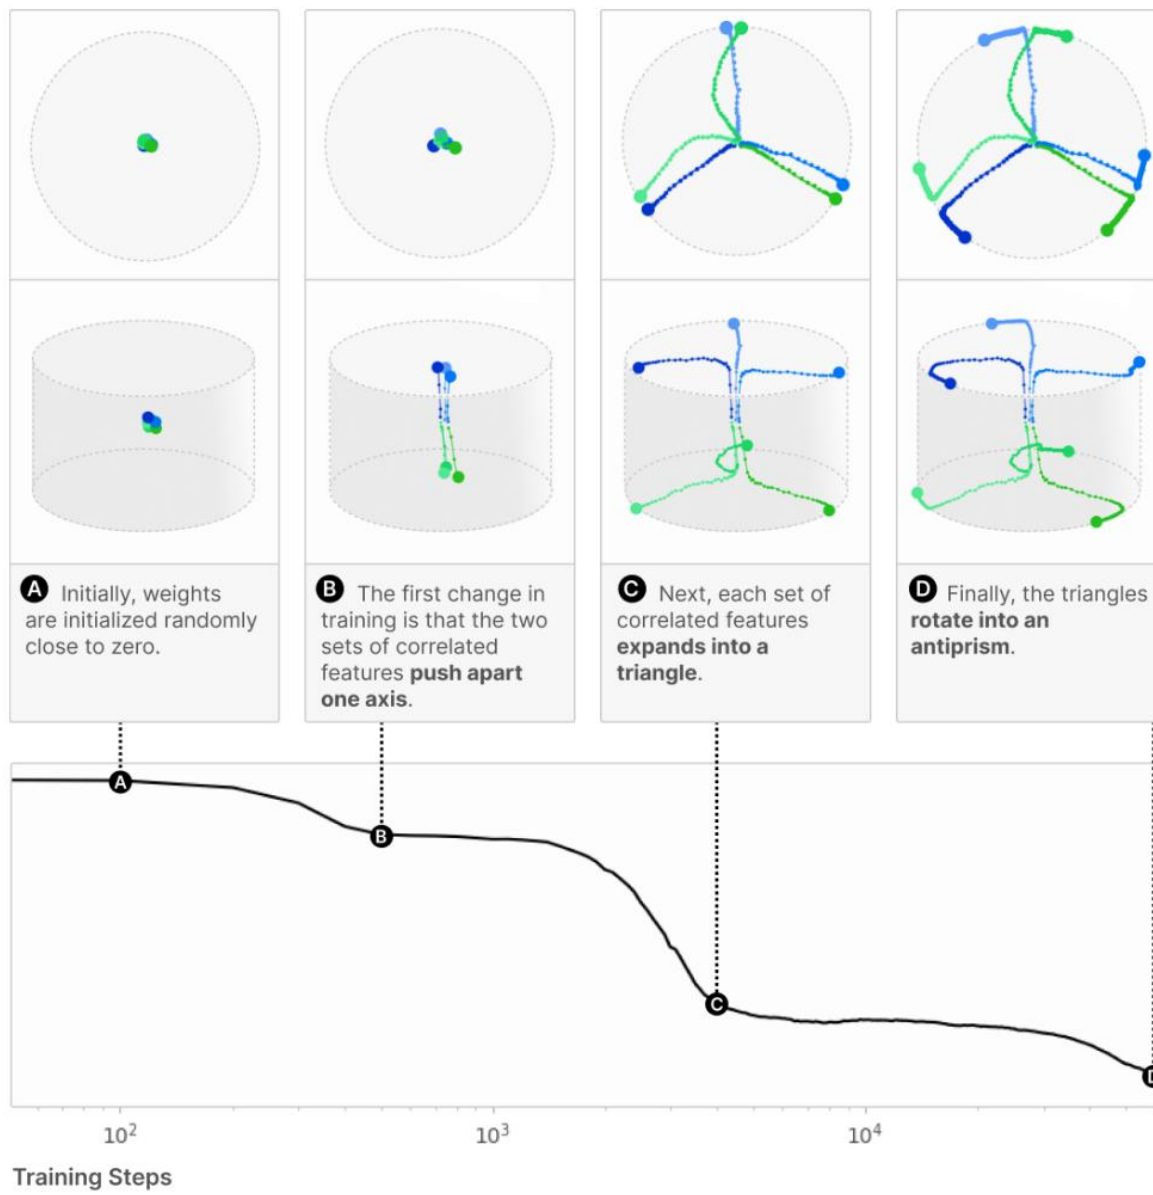 A Initially, weights
are initialized randomly
close to zero.
B The first change in
training is that the two
sets of correlated
features push apart
one axis.
C Next, each set of
correlated features
expands into a
triangle.
D Finally, the triangles
rotate into an
antiprism.
A
B
C
D
10²
10³
10⁴
Training Steps